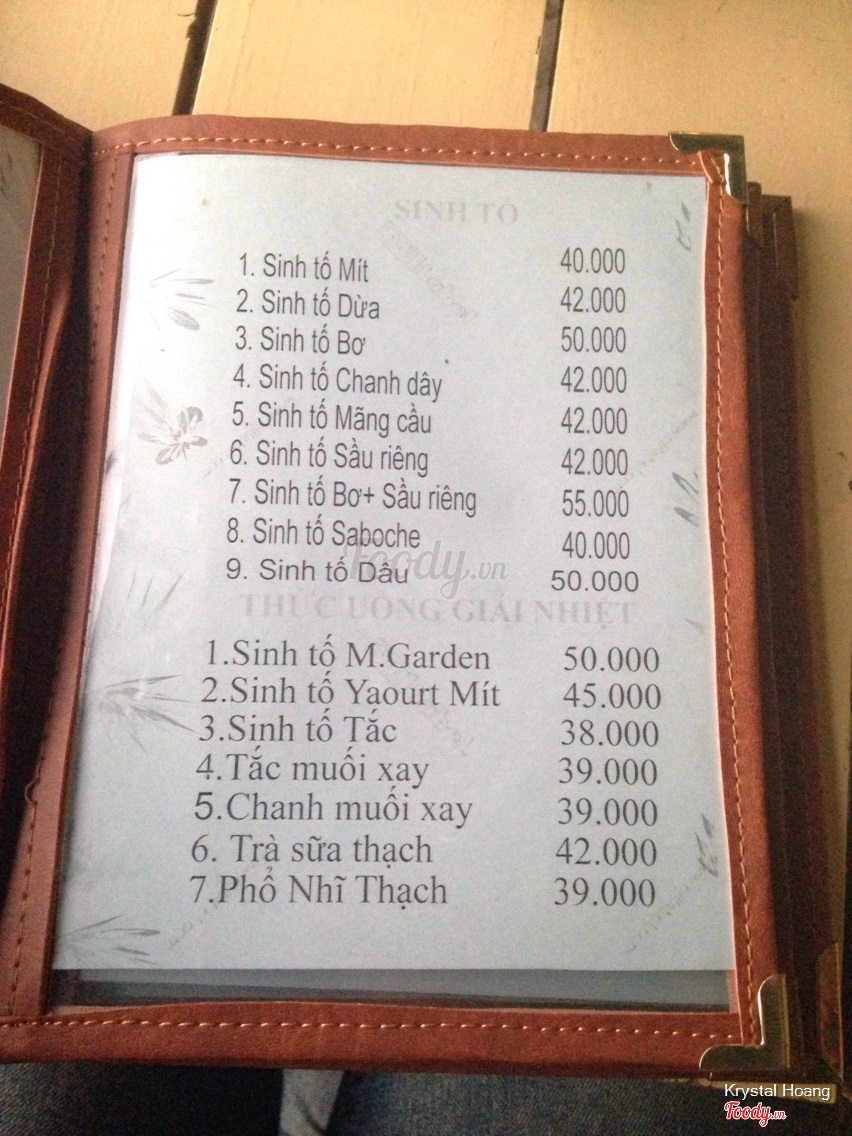 SINH TỐ
1. Sinh tố Mít 40.000
2. Sinh tố Dừa 42.000
3. Sinh tố Bơ 50.000
4. Sinh tố Chanh dây 42.000
5. Sinh tố Mãng cầu 42.000
6. Sinh tố Sầu riêng 42.000
7. Sinh tố Bơ+ Sầu riêng 55.000
8. Sinh tố Saboche 40.000
9. Sinh tố Dâu 50.000
Foody.vn
THỨC UỐNG GIẢI NHIỆT
1.Sinh tố M.Garden 50.000
2.Sinh tố Yaourt Mít 45.000
3.Sinh tố Tắc 38.000
4.Tắc muối xay 39.000
5.Chanh muối xay 39.000
6. Trà sữa thạch 42.000
7.Phổ Nhĩ Thạch 39.000
Krystal Hoang
Foody.vn